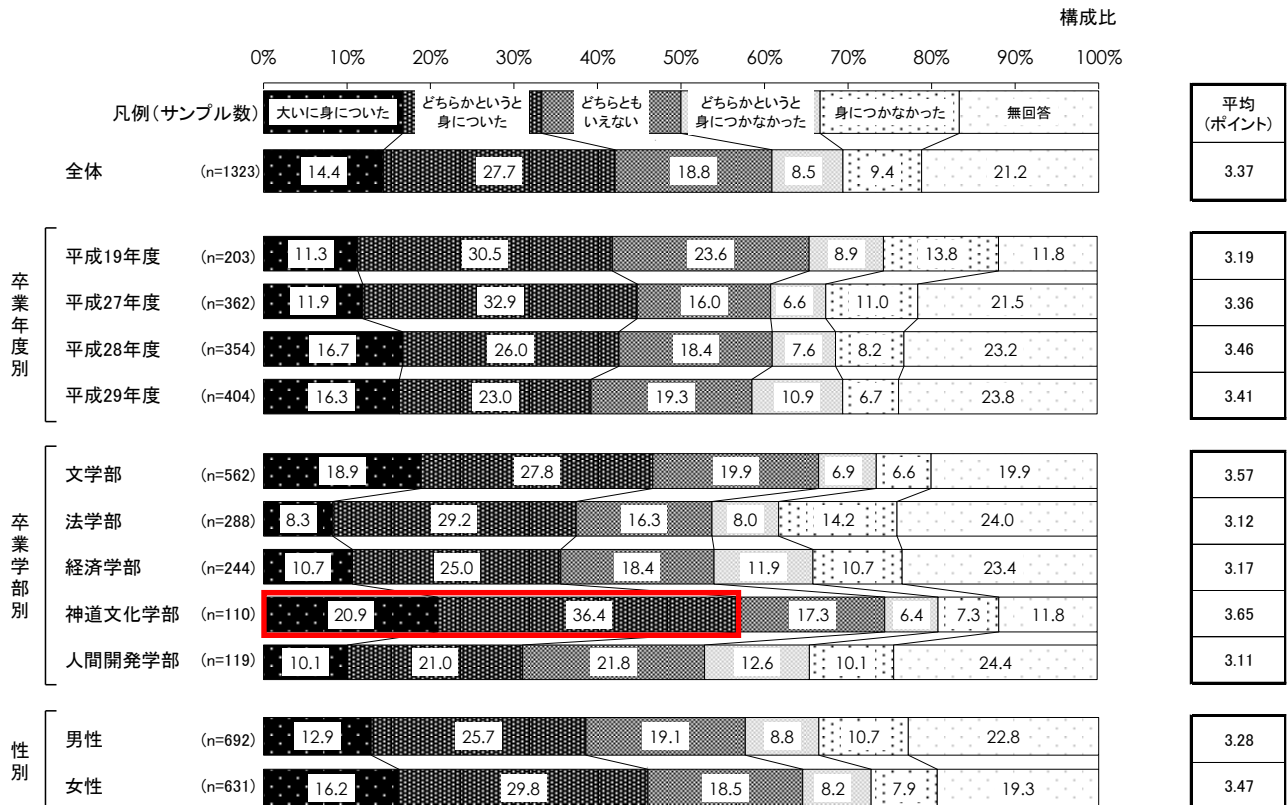 構成比
0% 10% 20% 30% 40% 50% 60% 70% 80% 90% 100%
凡例(サンプル数) 大いに身についた どちらかというと身についた どちらともいえない どちらかというと身につかなかった 身につかなかった 無回答 平均(ポイント)
全体 (n=1323) 14.4 27.7 18.8 8.5 9.4 21.2 3.37
卒業年度別
平成19年度 (n=203) 11.3 30.5 23.6 8.9 13.8 11.8 3.19
平成27年度 (n=362) 11.9 32.9 16.0 6.6 11.0 21.5 3.36
平成28年度 (n=354) 16.7 26.0 18.4 7.6 8.2 23.2 3.46
平成29年度 (n=404) 16.3 23.0 19.3 10.9 6.7 23.8 3.41
卒業学部別
文学部 (n=562) 18.9 27.8 19.9 6.9 6.6 19.9 3.57
法学部 (n=288) 8.3 29.2 16.3 8.0 14.2 24.0 3.12
経済学部 (n=244) 10.7 25.0 18.4 11.9 10.7 23.4 3.17
神道文化学部 (n=110) 20.9 36.4 17.3 6.4 7.3 11.8 3.65
人間開発学部 (n=119) 10.1 21.0 21.8 12.6 10.1 24.4 3.11
性別
男性 (n=692) 12.9 25.7 19.1 8.8 10.7 22.8 3.28
女性 (n=631) 16.2 29.8 18.5 8.2 7.9 19.3 3.47